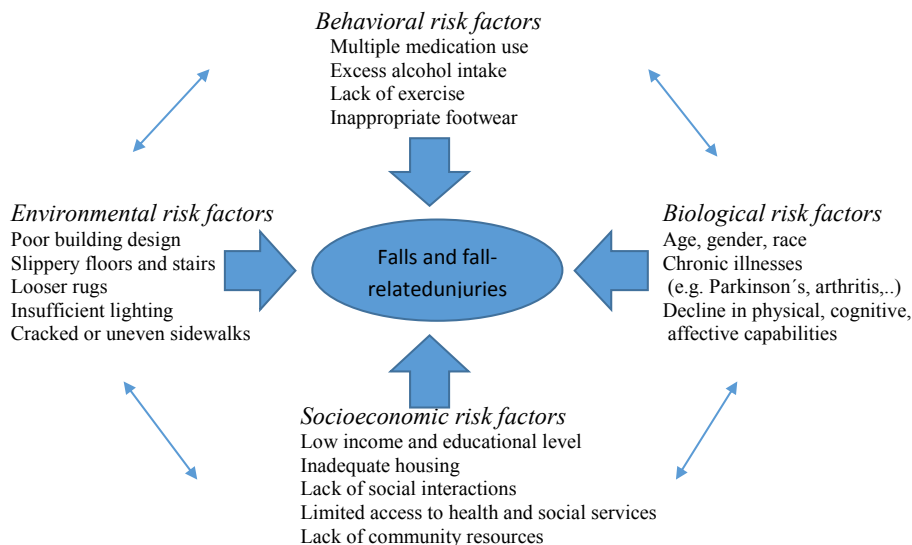 Behavioral risk factors
Multiple medication use
Excess alcohol intake
Lack of exercise
Inappropriate footwear
Environmental risk factors
Poor building design
Slippery floors and stairs
Looser rugs
Insufficient lighting
Cracked or uneven sidewalks
Falls and fall-
relatedunjuries
Biological risk factors
Age, gender, race
Chronic illnesses
(e.g. Parkinson´s, arthritis,..)
Decline in physical, cognitive,
affective capabilities
Socioeconomic risk factors
Low income and educational level
Inadequate housing
Lack of social interactions
Limited access to health and social services
Lack of community resources